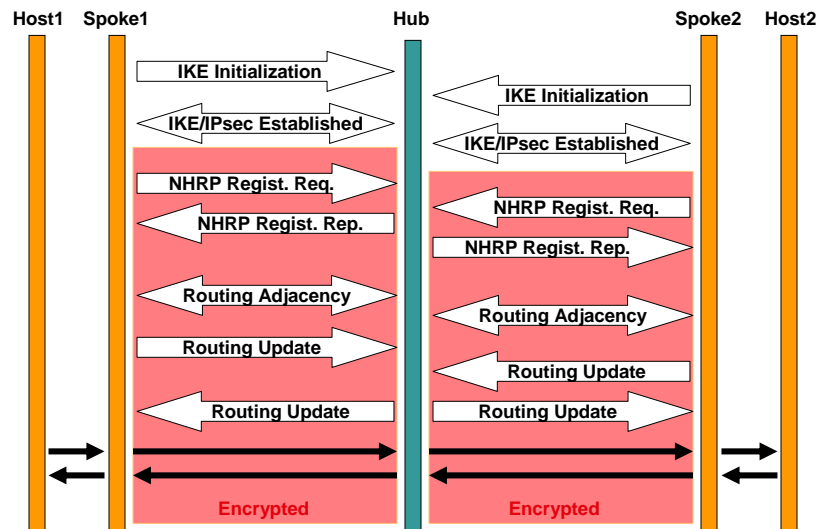 Host1
Spoke1
Hub
Spoke2
Host2
IKE Initialization
IKE Initialization
IKE/IPsec Established
IKE/IPsec Established
NHRP Regist. Req.
NHRP Regist. Req.
NHRP Regist. Rep.
NHRP Regist. Rep.
Routing Adjacency
Routing Adjacency
Routing Update
Routing Update
Routing Update
Routing Update
Encrypted
Encrypted